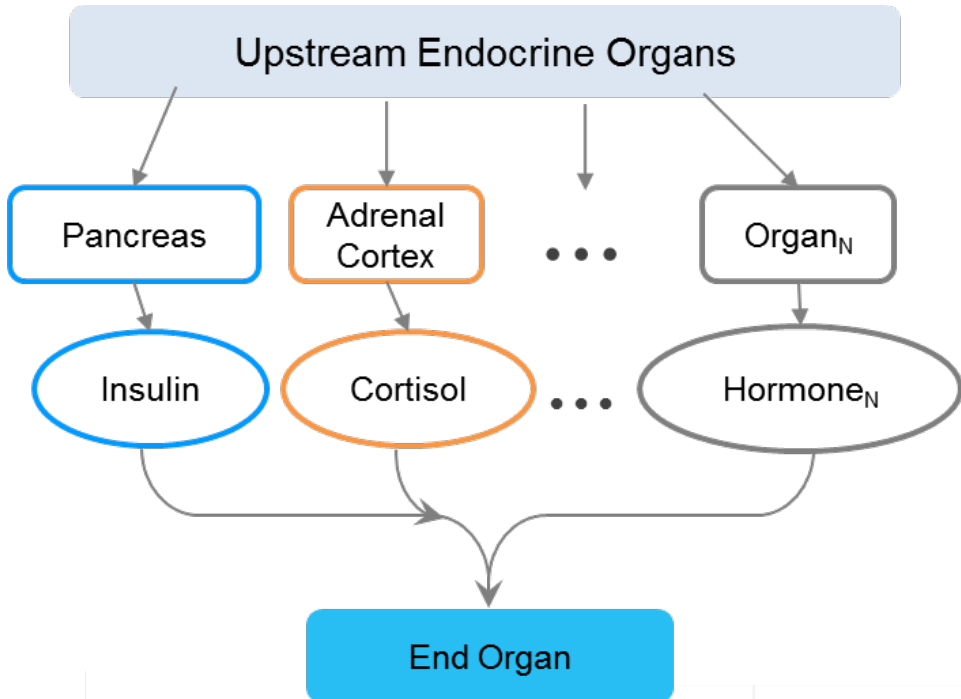 Upstream Endocrine Organs
Pancreas
Adrenal
Cortex
...
OrganN
Insulin
Cortisol
...
HormoneN
End Organ